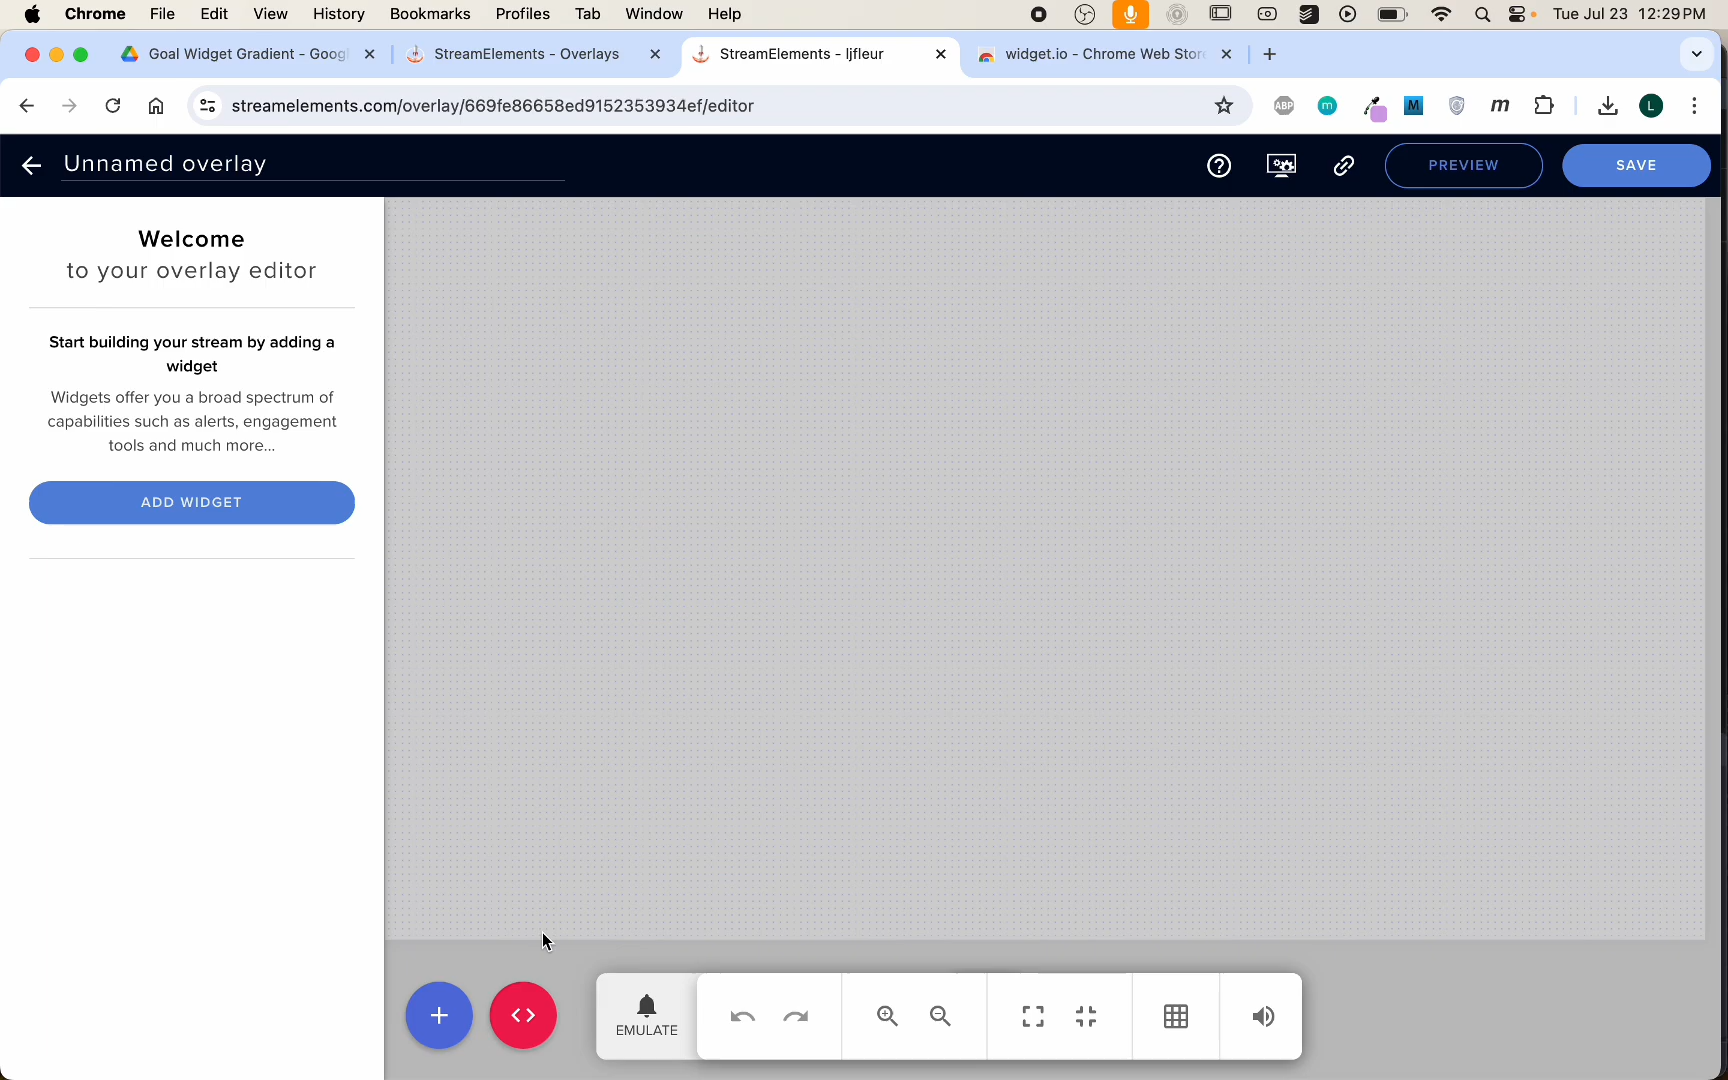 Chrome File Edit View History Bookmarks Profiles Tab Window Help Tue Jul 23 12:29 PM
Goal Widget Gradient - Goog StreamElements - Overlays StreamElements - ljfleur widget.io - Chrome Web Store
streamelements.com/overlay/669fe86658ed9152353934ef/editor ABP m M m L
Unnamed overlay PREVIEW SAVE
Welcome
to your overlay editor
Start building your stream by adding a
widget
Widgets offer you a broad spectrum of
capabilities such as alerts, engagement
tools and much more...
ADD WIDGET
EMULATE